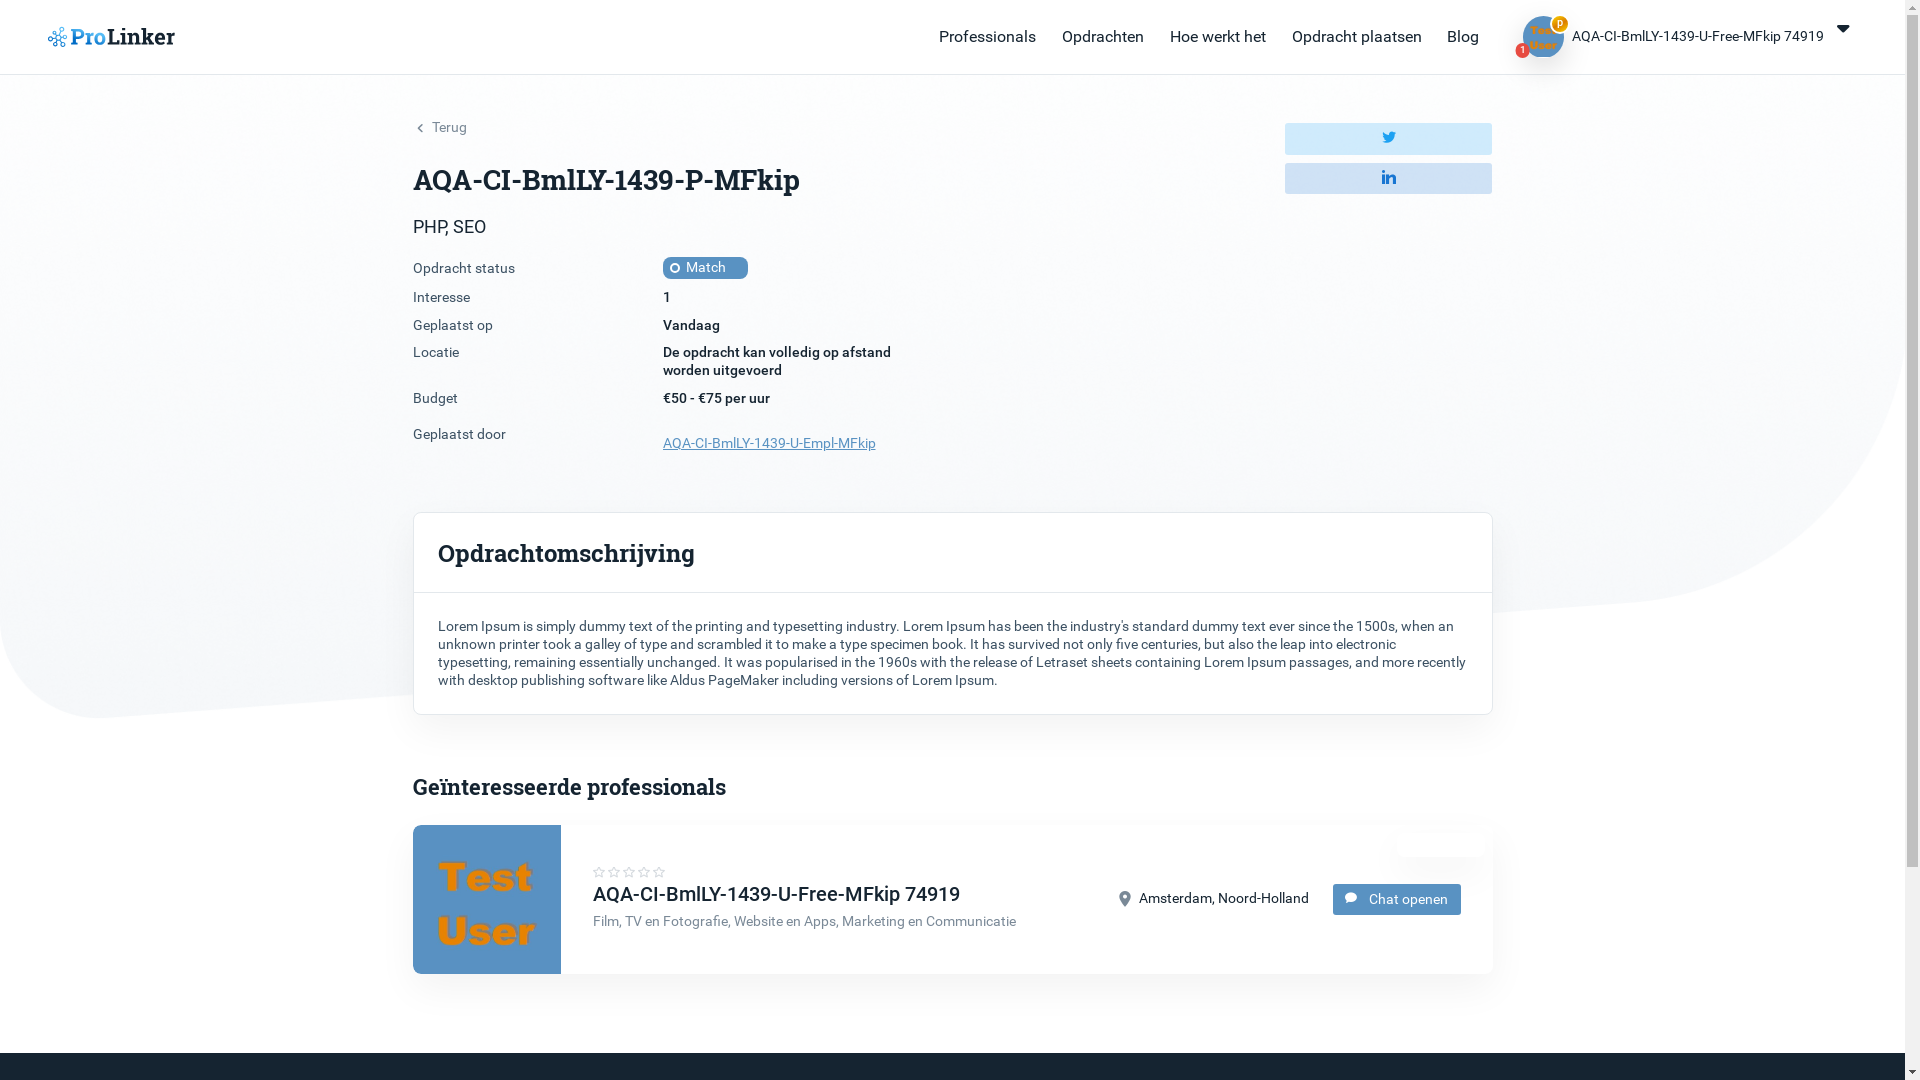 ProLinker
Professionals
Opdrachten
Hoe werkt het
Opdracht plaatsen
Blog
Test
User
p
1
AQA-CI-BmlLY-1439-U-Free-MFkip 74919
Terug
in
AQA-CI-BmlLY-1439-P-MFkip
PHP, SEO
Opdracht status
Match
Interesse
1
Geplaatst op
Vandaag
Locatie
De opdracht kan volledig op afstand
worden uitgevoerd
Budget
€50 - €75 per uur
Geplaatst door
AQA-CI-BmlLY-1439-U-Empl-MFkip
Opdrachtomschrijving
Lorem Ipsum is simply dummy text of the printing and typesetting industry. Lorem Ipsum has been the industry's standard dummy text ever since the 1500s, when an
unknown printer took a galley of type and scrambled it to make a type specimen book. It has survived not only five centuries, but also the leap into electronic
typesetting, remaining essentially unchanged. It was popularised in the 1960s with the release of Letraset sheets containing Lorem Ipsum passages, and more recently
with desktop publishing software like Aldus PageMaker including versions of Lorem Ipsum.
Geïnteresseerde professionals
Test
User
AQA-CI-BmlLY-1439-U-Free-MFkip 74919
Film, TV en Fotografie, Website en Apps, Marketing en Communicatie
Amsterdam, Noord-Holland
Chat openen